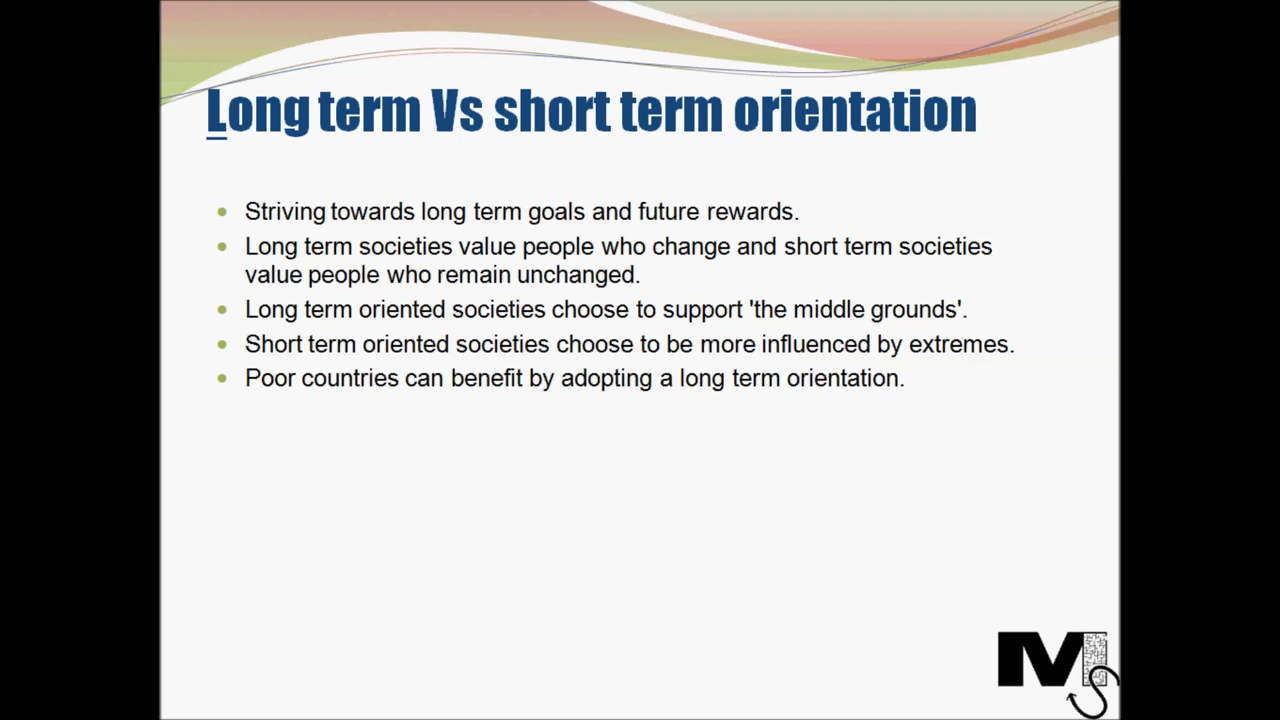 Long term Vs short term orientation
Striving towards long term goals and future rewards.
Long term societies value people who change and short term societies
value people who remain unchanged.
Long term oriented societies choose to support 'the middle grounds'.
Short term oriented societies choose to be more influenced by extremes.
Poor countries can benefit by adopting a long term orientation.
MS